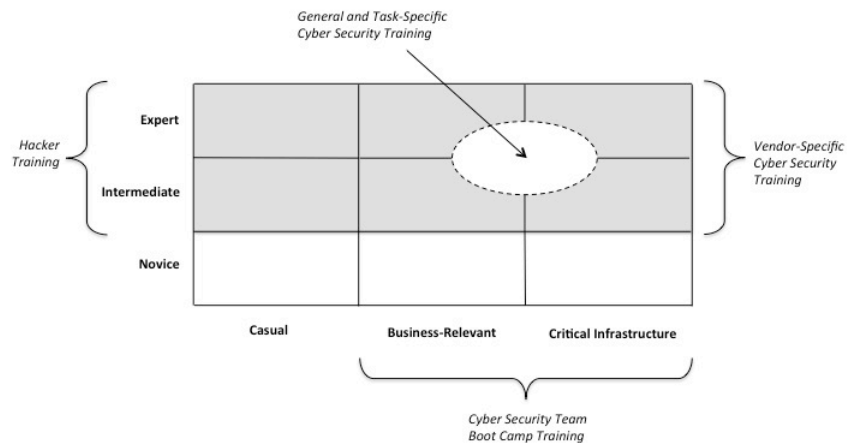 General and Task-Specific
Cyber Security Training
Expert
Hacker
Training
Vendor-Specific
Cyber Security
Training
Intermediate
Novice
Casual
Business-Relevant
Critical Infrastructure
Cyber Security Team
Boot Camp Training